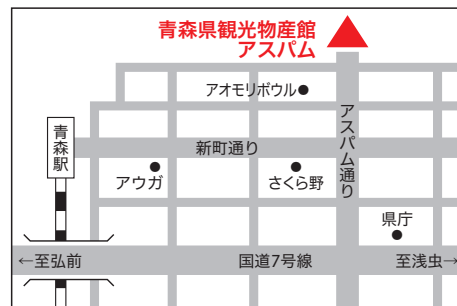 青森県観光物産館
アスパム
アオモリボウル●
アスパム通り
青森駅
新町通り
アウガ
さくら野
県庁
←至弘前
国道7号線
至浅虫→